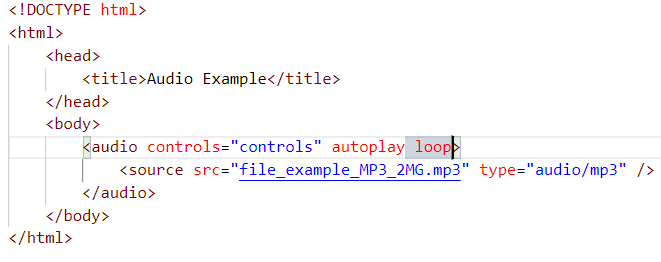 <!DOCTYPE html>
<html>
    <head>
        <title>Audio Example</title>
    </head>
    <body>
        <audio controls="controls" autoplay loop>
            <source src="file_example_MP3_2MG.mp3" type="audio/mp3" />
        </audio>
    </body>
</html>